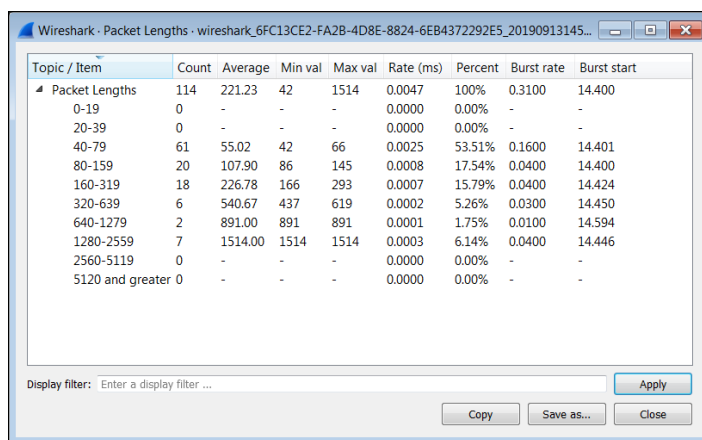 Wireshark · Packet Lengths · wireshark_6FC13CE2-FA2B-4D8E-8824-6EB4372292E5_20190913145...
Topic / Item Count Average Min val Max val Rate (ms) Percent Burst rate Burst start
Packet Lengths 114 221.23 42 1514 0.0047 100% 0.3100 14.400
0-19 0 - - - 0.0000 0.00% - -
20-39 0 - - - 0.0000 0.00% - -
40-79 61 55.02 42 66 0.0025 53.51% 0.1600 14.401
80-159 20 107.90 86 145 0.0008 17.54% 0.0400 14.400
160-319 18 226.78 166 293 0.0007 15.79% 0.0400 14.424
320-639 6 540.67 437 619 0.0002 5.26% 0.0300 14.450
640-1279 2 891.00 891 891 0.0001 1.75% 0.0100 14.594
1280-2559 7 1514.00 1514 1514 0.0003 6.14% 0.0400 14.446
2560-5119 0 - - - 0.0000 0.00% - -
5120 and greater 0 - - - 0.0000 0.00% - -
Display filter: Enter a display filter ... Apply
Copy Save as... Close